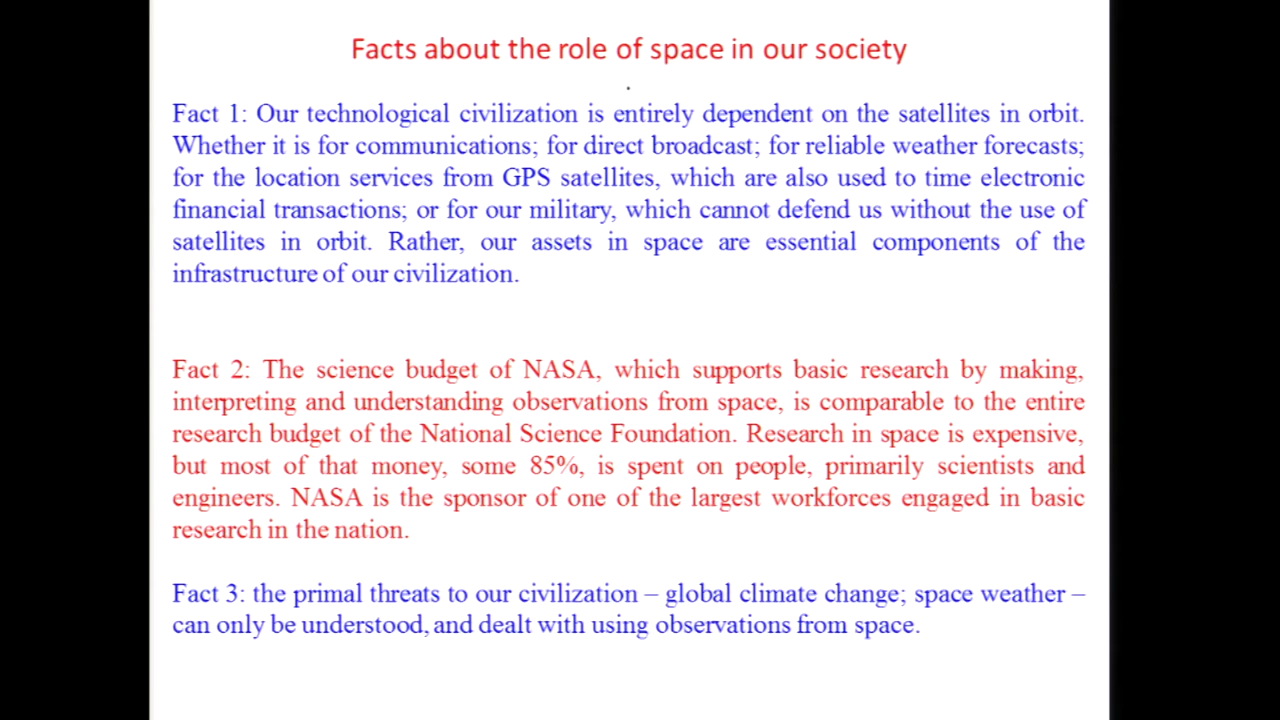 Facts about the role of space in our society
.
Fact 1: Our technological civilization is entirely dependent on the satellites in orbit.
Whether it is for communications; for direct broadcast; for reliable weather forecasts;
for the location services from GPS satellites, which are also used to time electronic
financial transactions; or for our military, which cannot defend us without the use of
satellites in orbit. Rather, our assets in space are essential components of the
infrastructure of our civilization.
Fact 2: The science budget of NASA, which supports basic research by making,
interpreting and understanding observations from space, is comparable to the entire
research budget of the National Science Foundation. Research in space is expensive,
but most of that money, some 85%, is spent on people, primarily scientists and
engineers. NASA is the sponsor of one of the largest workforces engaged in basic
research in the nation.
Fact 3: the primal threats to our civilization – global climate change; space weather –
can only be understood, and dealt with using observations from space.